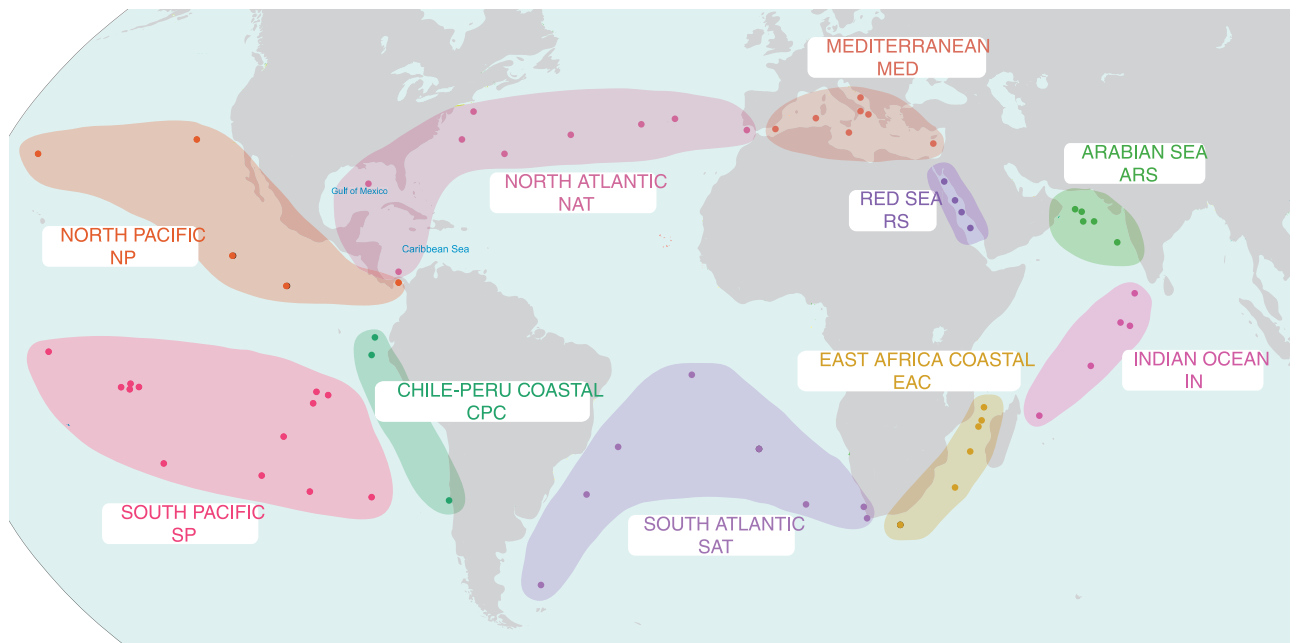 MEDITERRANEAN
MED
ARABIAN SEA
ARS
NORTH ATLANTIC
NAT
Gulf of Mexico
RED SEA
RS
NORTH PACIFIC
NP
Caribbean Sea
EAST AFRICA COASTAL
EAC
INDIAN OCEAN
IN
CHILE-PERU COASTAL
CPC
SOUTH PACIFIC
SP
SOUTH ATLANTIC
SAT